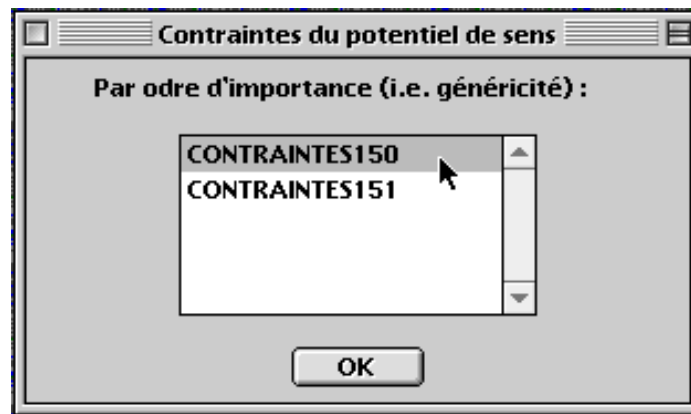 Contraintes du potentiel de sens
Par odre d'importance (i.e. généricité) :
CONTRAINTES150
CONTRAINTES151
OK